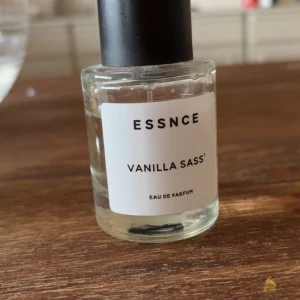 ESSNCE
VANILLA SASS'
EAU DE PARFUM